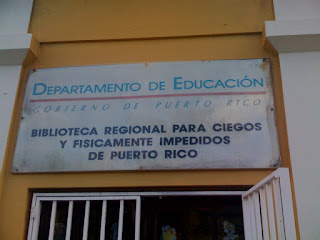 DEPARTAMENTO DE EDUCACIÓN
GOBIERNO DE PUERTO RICO
BIBLIOTECA REGIONAL PARA CIEGOS
Y FISICAMENTE IMPEDIDOS
DE PUERTO RICO